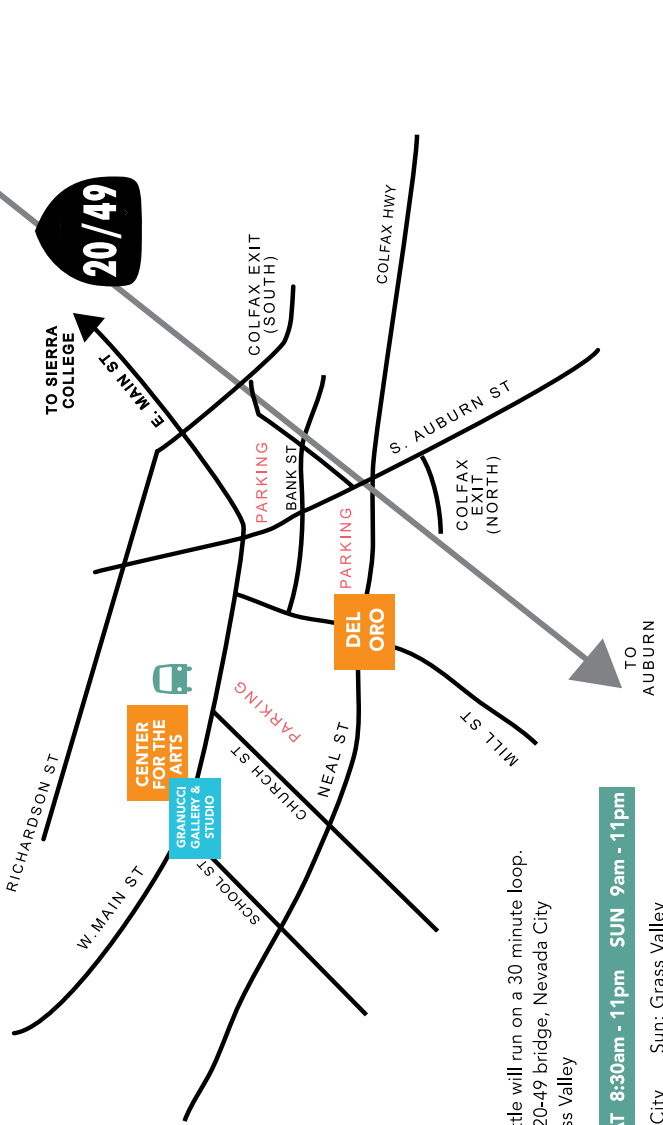 20/49
TO SIERRA
COLLEGE
E. MAIN ST
COLFAX EXIT
(SOUTH)
COLFAX HWY
PARKING
BANK ST
S. AUBURN ST
COLFAX
EXIT
(NORTH)
PARKING
DEL
ORO
TO
AUBURN
CENTER
FOR THE
ARTS
GRANUCCI
GALLERY &
STUDIO
PARKING
CHURCH ST
NEAL ST
MILL ST
RICHARDSON ST
W.MAIN ST
SCHOOL ST
tle will run on a 30 minute loop.
20-49 bridge, Nevada City
ss Valley
8:30am - 11pm SUN 9am - 11pm
City Sun: Grass Valley